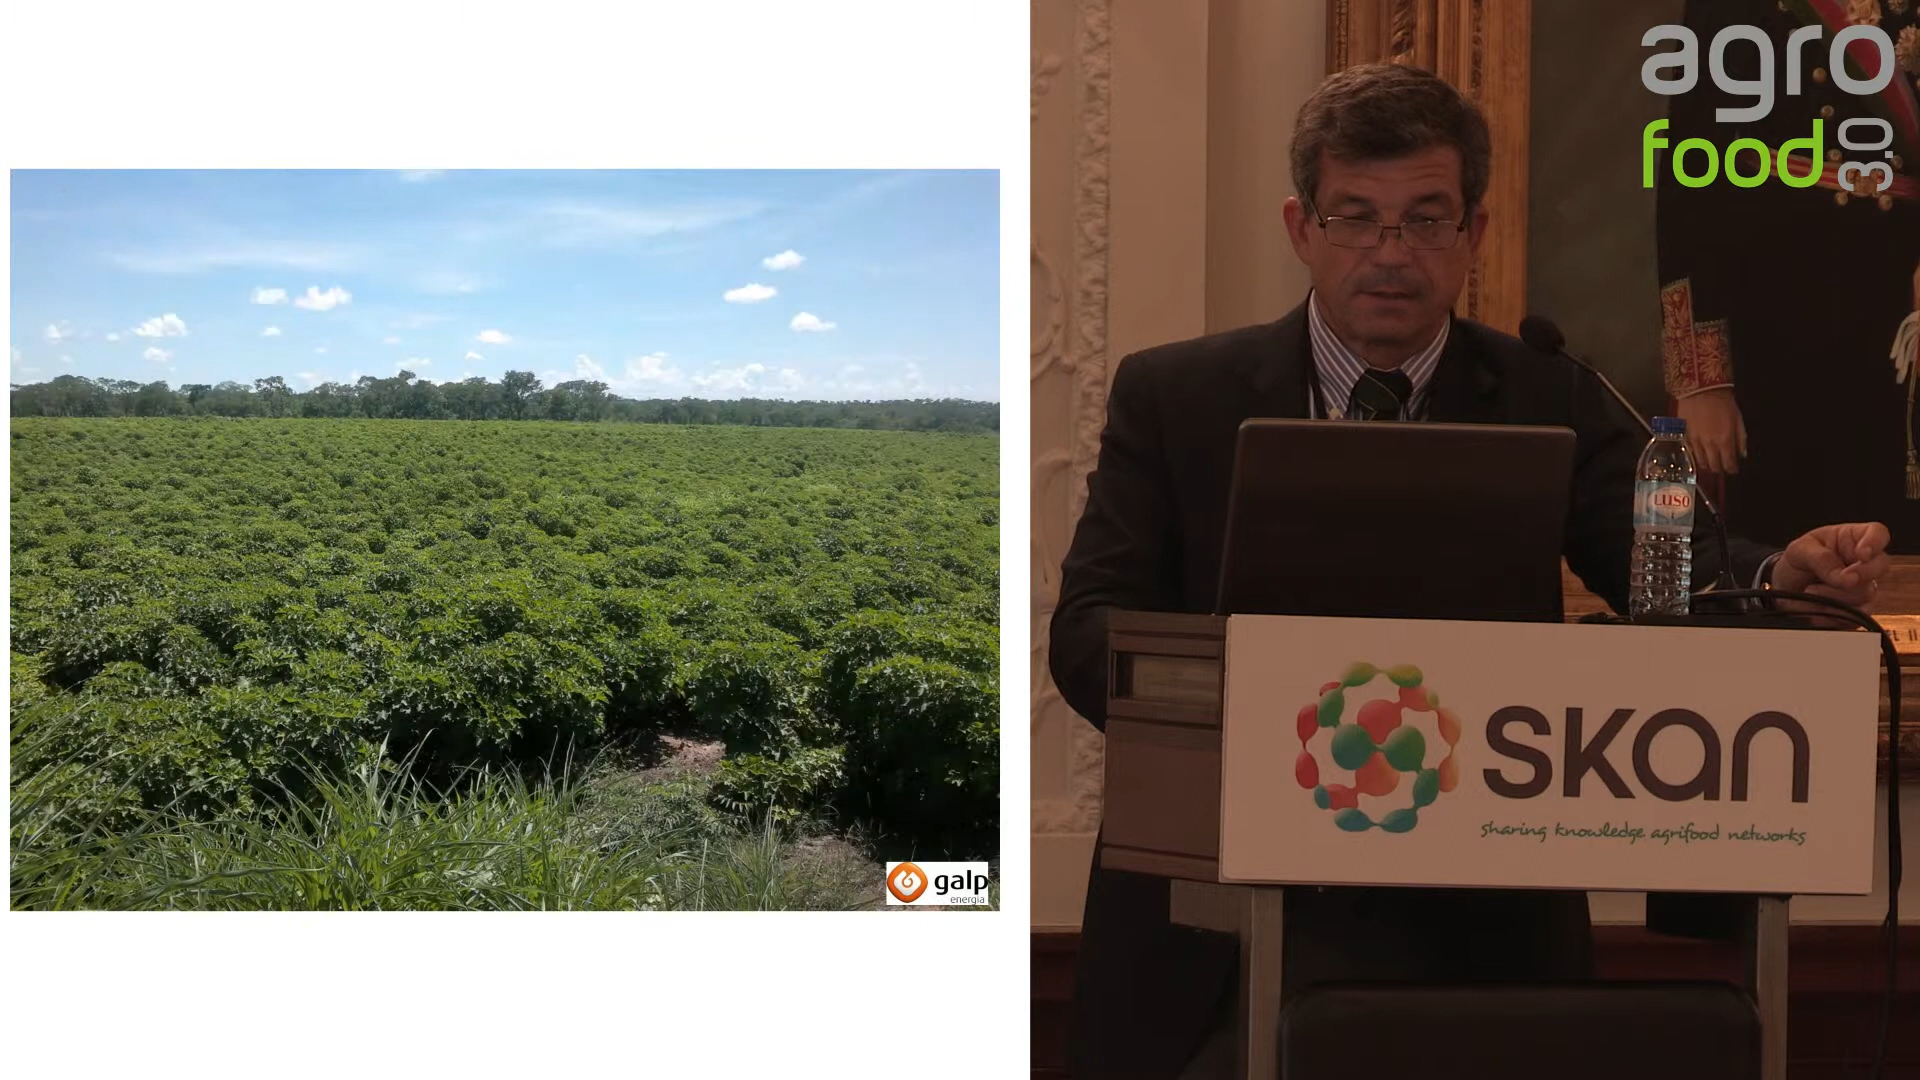 galp
energia
agro
food 3.0
LUSO
SKAN
sharing knowledge agrifood networks